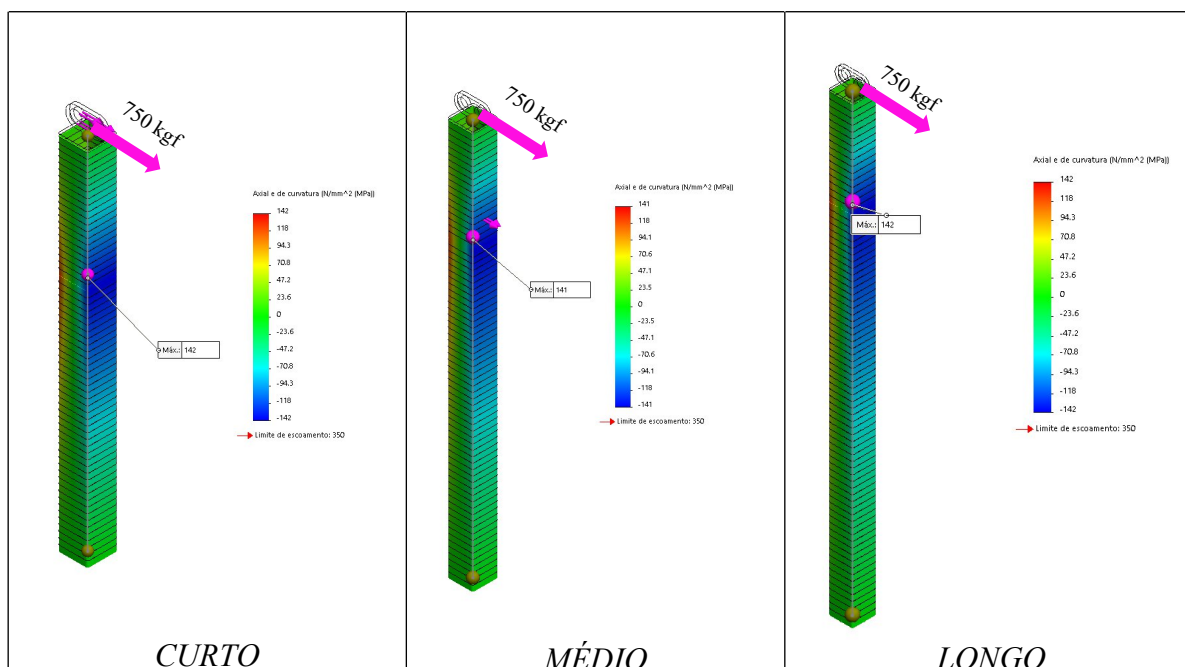 750 kgf
Axial e de curvatura (N/mm^2 (MPa))
142
118
94.3
70.8
47.2
23.6
0
-23.6
-47.2
-70.8
-94.3
-118
-142
Limite de escoamento: 350
Máx.: 142
CURTO
750 kgf
Axial e de curvatura (N/mm^2 (MPa))
141
118
94.1
70.6
47.1
23.5
0
-23.5
-47.1
-70.6
-94.1
-118
-141
Limite de escoamento: 350
Máx.: 141
MÉDIO
750 kgf
Axial e de curvatura (N/mm^2 (MPa))
142
118
94.3
70.8
47.2
23.6
0
-23.6
-47.2
-70.8
-94.3
-118
-142
Limite de escoamento: 350
Máx.: 142
LONGO